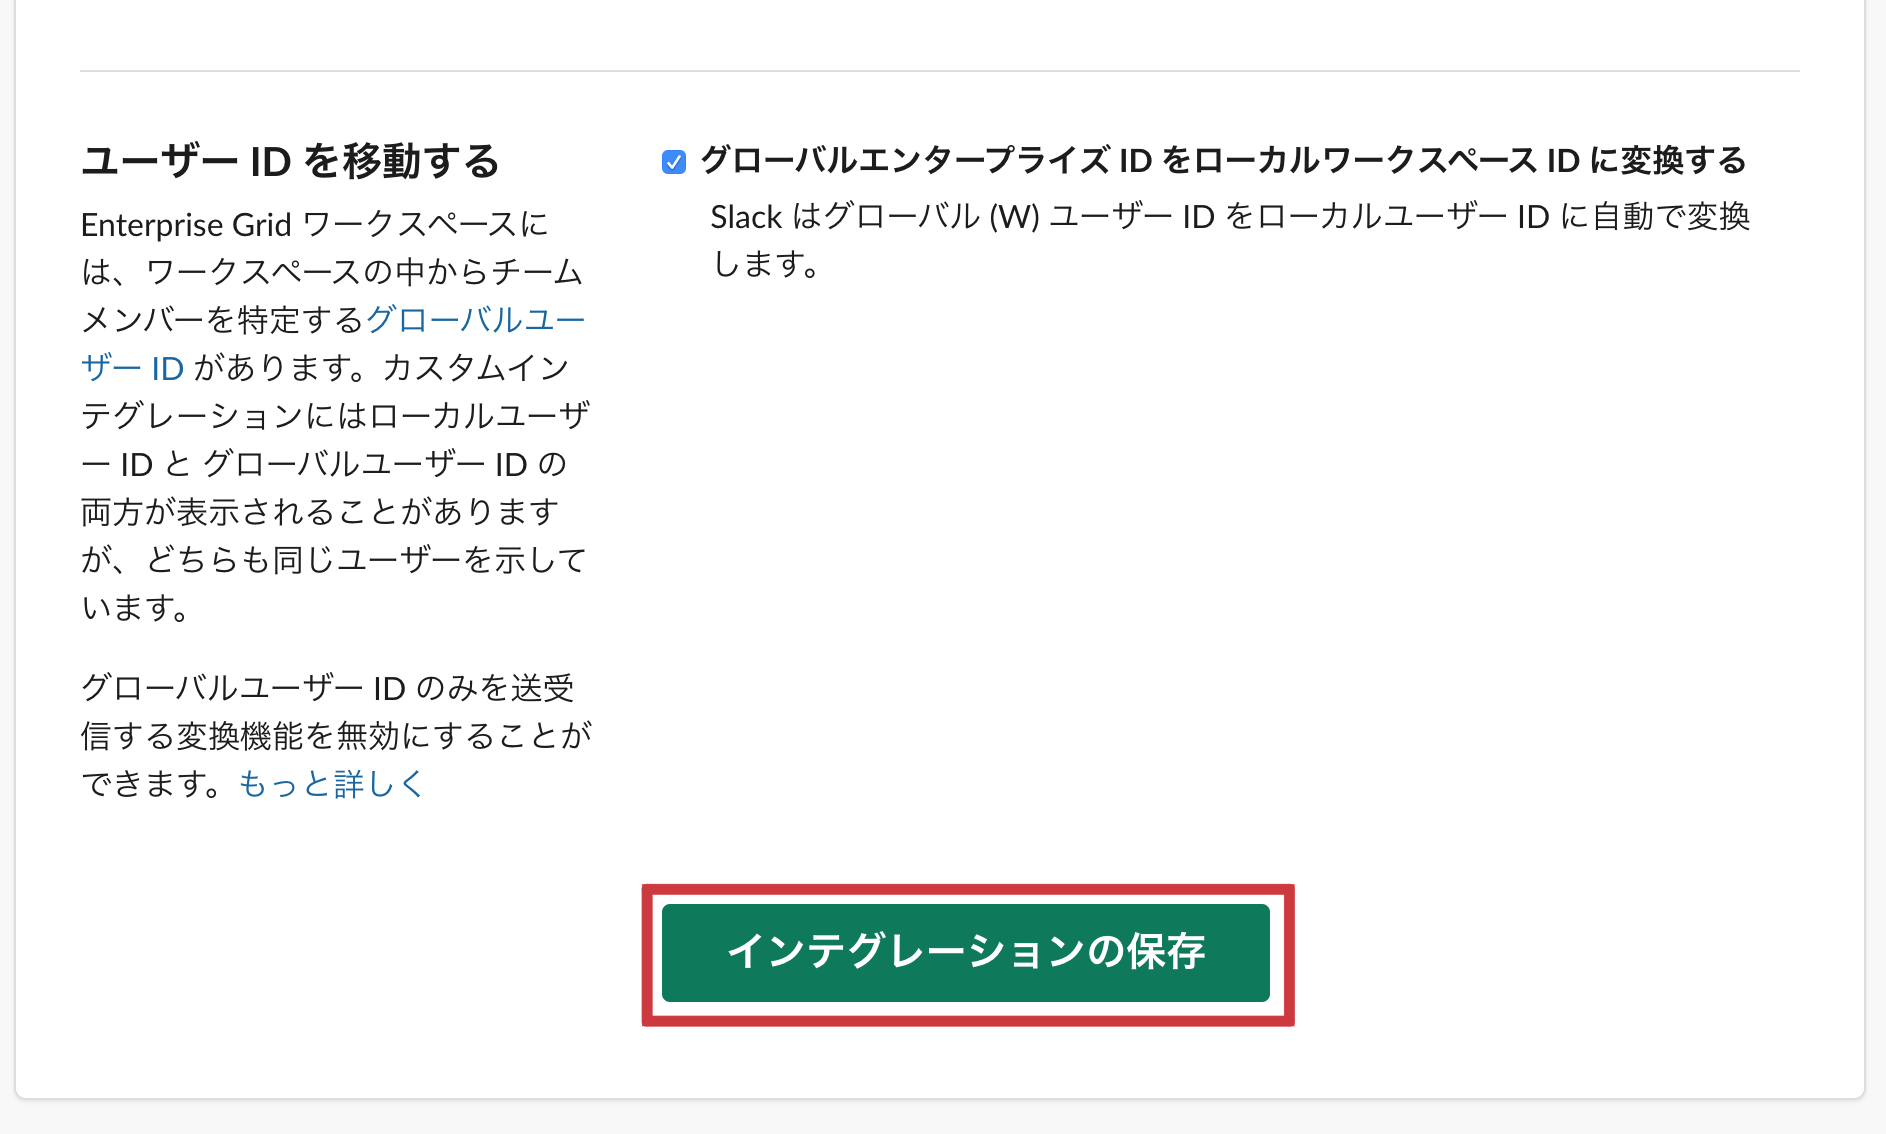 ユーザー ID を移動する
Enterprise Grid ワークスペースに
は、ワークスペースの中からチーム
メンバーを特定するグローバルユー
ザー ID があります。カスタムイン
テグレーションにはローカルユーザ
ー ID と グローバルユーザー ID の
両方が表示されることがあります
が、どちらも同じユーザーを示して
います。
グローバルユーザー ID のみを送受
信する変換機能を無効にすることが
できます。もっと詳しく
グローバルエンタープライズ ID をローカルワークスペース ID に変換する
Slack はグローバル (W) ユーザー ID をローカルユーザー ID に自動で変換
します。
インテグレーションの保存